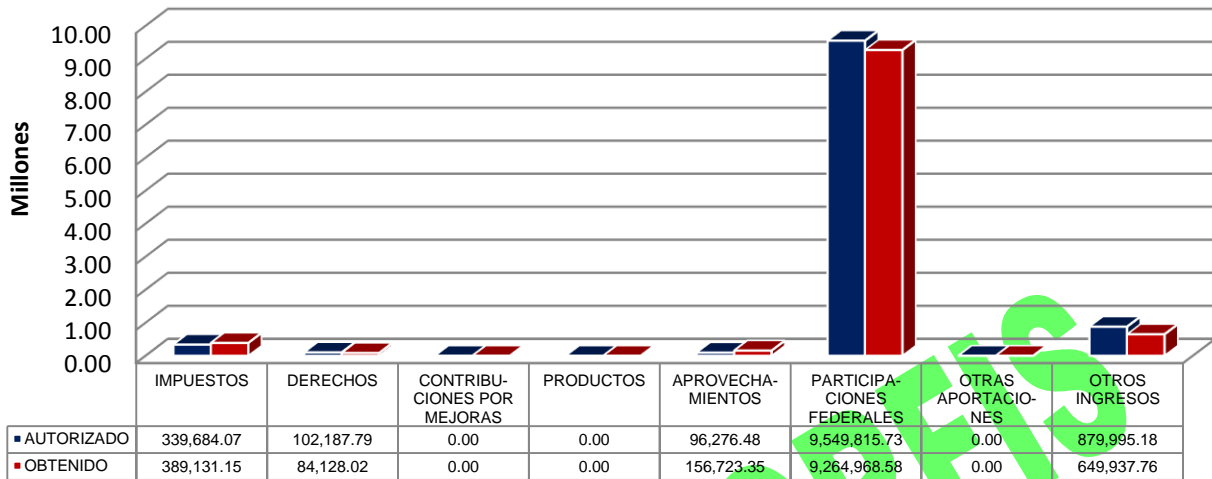 10.00
9.00
8.00
7.00
6.00
5.00
4.00
3.00
2.00
1.00
0.00
Millones
IMPUESTOS DERECHOS CONTRIBU- PRODUCTOS APROVECHA- PARTICIPA- OTRAS OTROS
CIONES POR MIENTOS CIONES APORTACIO- INGRESOS
MEJORAS FEDERALES NES
AUTORIZADO 339,684.07 102,187.79 0.00 0.00 96,276.48 9,549,815.73 0.00 879,995.18
OBTENIDO 389,131.15 84,128.02 0.00 0.00 156,723.35 9,264,968.58 0.00 649,937.76